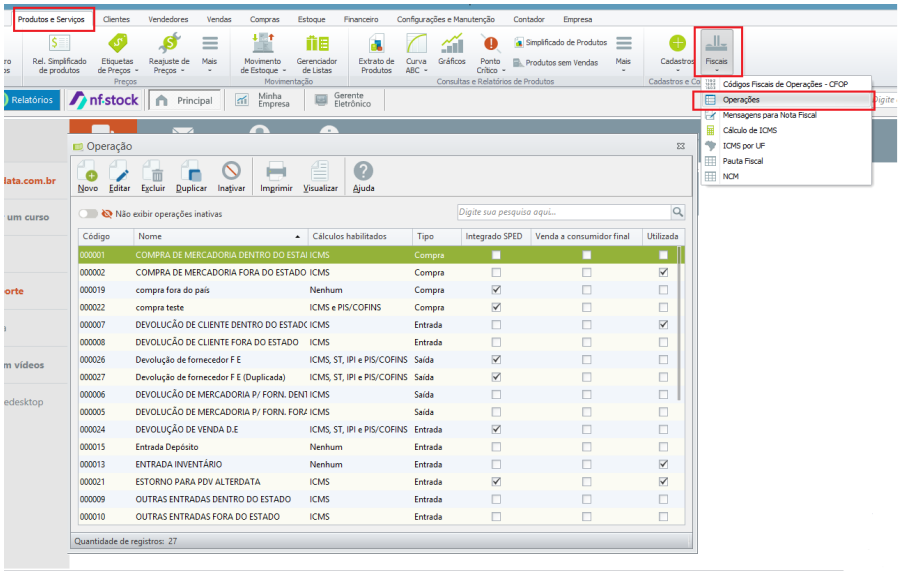 Produtos e Serviços Clientes Vendedores Vendas Compras Estoque Financeiro Configurações e Manutenção Contador Empresa
Rel. Simplificado de produtos
Etiquetas de Preços
Reajuste de Preços
Mais
Movimento de Estoque
Gerenciador de Listas
Extrato de Produtos
Curva ABC
Gráficos
Ponto Crítico
Simplificado de Produtos
Produtos sem Vendas
Mais
Cadastros
Fiscais
Preços Movimentação Consultas e Relatórios de Produtos Cadastros e Co
Relatórios nf-stock Principal Minha Empresa Gerente Eletrônico Digite
Códigos Fiscais de Operações - CFOP
Operações
Mensagens para Nota Fiscal
Cálculo de ICMS
ICMS por UF
Pauta Fiscal
NCM
data.com.br
um curso
orte
m vídeos
edesktop
Operação
Novo Editar Excluir Duplicar Inativar Imprimir Visualizar Ajuda
Não exibir operações inativas Digite sua pesquisa aqui...
Código Nome Cálculos habilitados Tipo Integrado SPED Venda a consumidor final Utilizada
000001 COMPRA DE MERCADORIA DENTRO DO ESTAI ICMS Compra
000002 COMPRA DE MERCADORIA FORA DO ESTADO ICMS Compra
000019 compra fora do país Nenhum Compra
000022 compra teste ICMS e PIS/COFINS Compra
000007 DEVOLUCÃO DE CLIENTE DENTRO DO ESTADO ICMS Entrada
000008 DEVOLUCÃO DE CLIENTE FORA DO ESTADO ICMS Entrada
000026 Devolução de fornecedor F E ICMS, ST, IPI e PIS/COFINS Saída
000027 Devolução de fornecedor F E (Duplicada) ICMS, ST, IPI e PIS/COFINS Saída
000006 DEVOLUCÃO DE MERCADORIA P/ FORN. DENT ICMS Saída
000005 DEVOLUCÃO DE MERCADORIA P/ FORN. FORA ICMS Saída
000024 DEVOLUÇÃO DE VENDA D.E ICMS, ST, IPI e PIS/COFINS Entrada
000015 Entrada Depósito Nenhum Entrada
000013 ENTRADA INVENTÁRIO Nenhum Entrada
000021 ESTORNO PARA PDV ALTERDATA ICMS Entrada
000009 OUTRAS ENTRADAS DENTRO DO ESTADO ICMS Entrada
000010 OUTRAS ENTRADAS FORA DO ESTADO ICMS Entrada
Quantidade de registros: 27